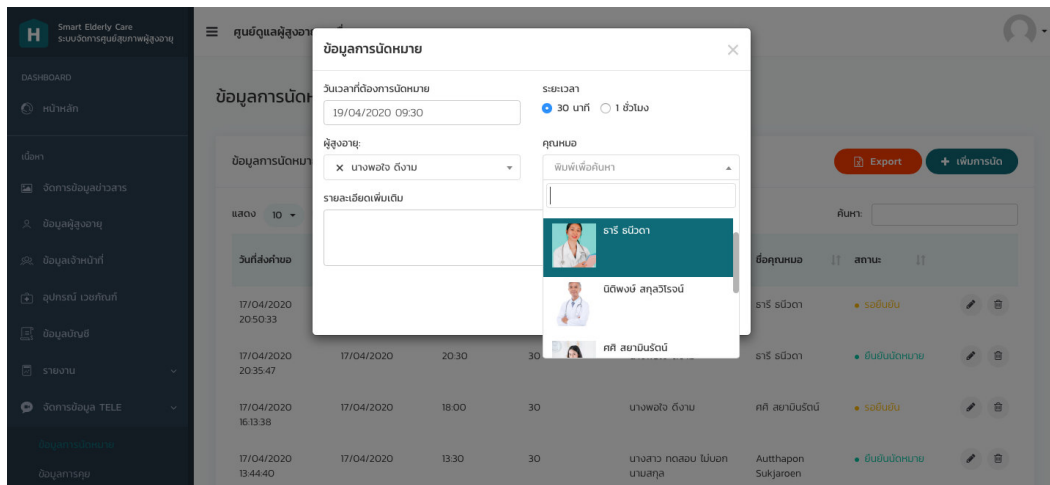 H
Smart Elderly Care
ระบบจัดการศูนย์สุขภาพผู้สูงอายุ
DASHBOARD
หน้าหลัก
เนื้อหา
จัดการข้อมูลข่าวสาร
ข้อมูลผู้สูงอายุ
ข้อมูลเจ้าหน้าที่
อุปกรณ์ เวชภัณฑ์
ข้อมูลบัญชี
รายงาน
จัดการข้อมูล TELE
ข้อมูลการนัดหมาย
ข้อมูลการคุย
ศูนย์ดูแลผู้สูงอา
ข้อมูลการนัดห
ข้อมูลการนัดหมา
Export
+ เพิ่มการนัด
แสดง 10
ค้นหา:
วันที่ส่งคำขอ ชื่อคุณหมอ สถานะ
17/04/2020 ธารี ธนีวดา รอยืนยัน
20:50:33
17/04/2020 17/04/2020 20:30 30 ธารี ธนีวดา ยืนยันนัดหมาย
20:35:47
17/04/2020 17/04/2020 18:00 30 นางพอใจ ดีงาม ศศิ สยามินรัตน์ รอยืนยัน
16:13:38
17/04/2020 17/04/2020 13:30 30 นางสาว ทดสอบ ไม่บอก Autthapon ยืนยันนัดหมาย
13:44:40 นามสกุล Sukjaroen
ข้อมูลการนัดหมาย
×
วันเวลาที่ต้องการนัดหมาย
19/04/2020 09:30
ระยะเวลา
30 นาที 1 ชั่วโมง
ผู้สูงอายุ:
× นางพอใจ ดีงาม
คุณหมอ
พิมพ์เพื่อค้นหา
รายละเอียดเพิ่มเติม
ธารี ธนีวดา
นิติพงษ์ สกุลวิโรจน์
ศศิ สยามินรัตน์